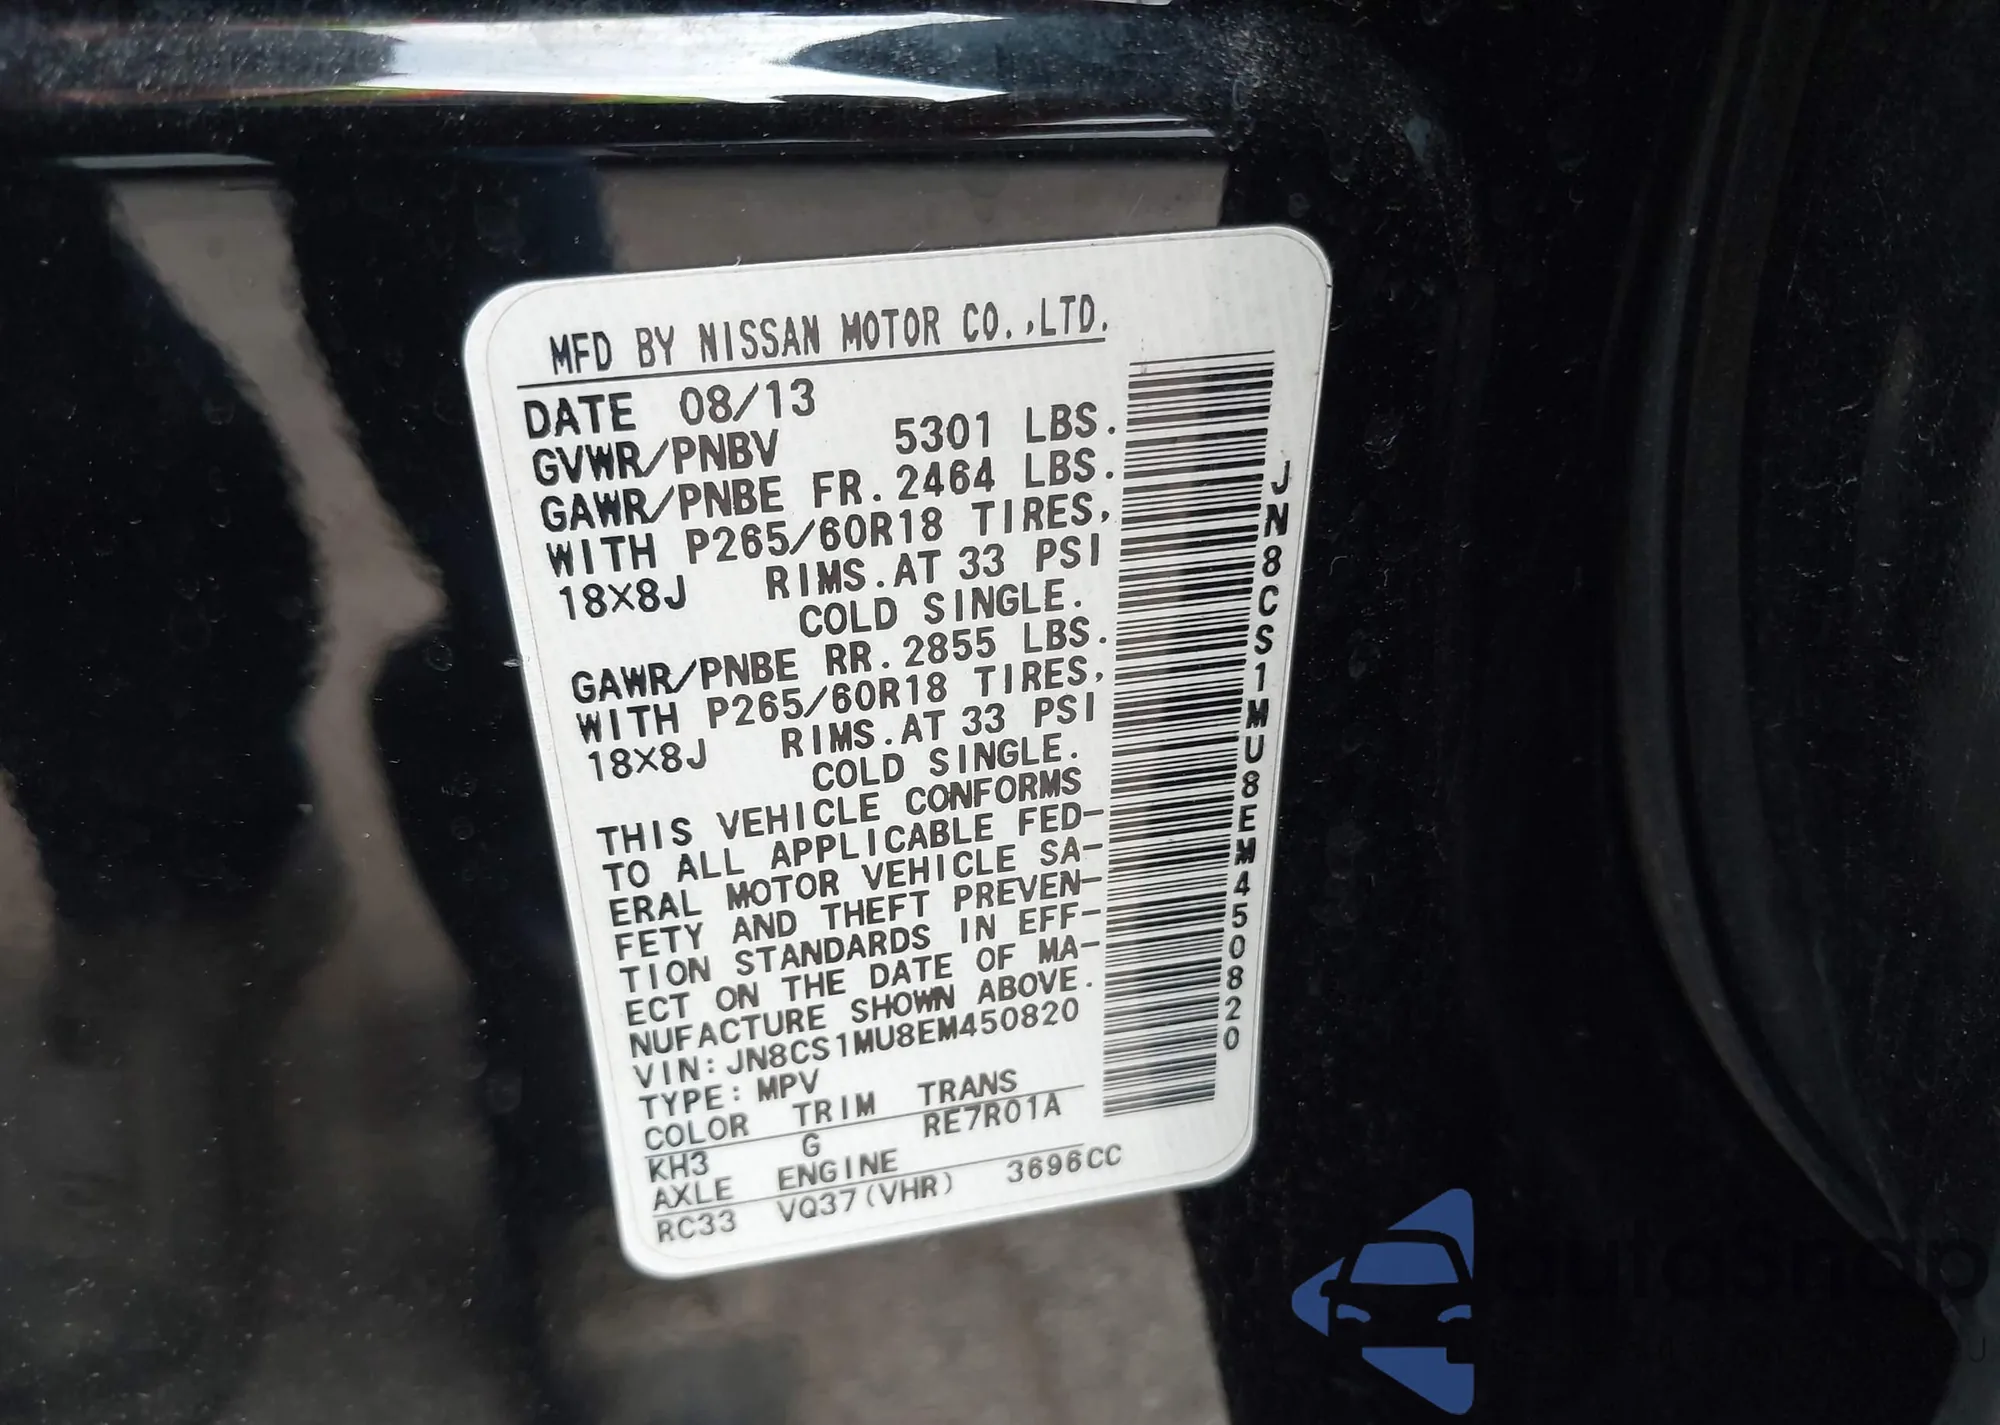 MFD BY NISSAN MOTOR CO.,LTD.
DATE 08/13
GVWR/PNBV 5301 LBS.
GAWR/PNBE FR. 2464 LBS.
WITH P265/60R18 TIRES,
18X8J RIMS.AT 33 PSI
COLD SINGLE.
GAWR/PNBE RR. 2855 LBS.
WITH P265/60R18 TIRES,
18X8J RIMS.AT 33 PSI
COLD SINGLE.
THIS VEHICLE CONFORMS
TO ALL APPLICABLE FED-
ERAL MOTOR VEHICLE SA-
FETY AND THEFT PREVEN-
TION STANDARDS IN EFF-
ECT ON THE DATE OF MA-
NUFACTURE SHOWN ABOVE.
VIN: JN8CS1MU8EM450820
TYPE: MPV
COLOR TRIM TRANS
KH3 G RE7R01A
AXLE ENGINE
RC33 VQ37(VHR) 3696CC
JN8CS1MU8EM450820
autosnap